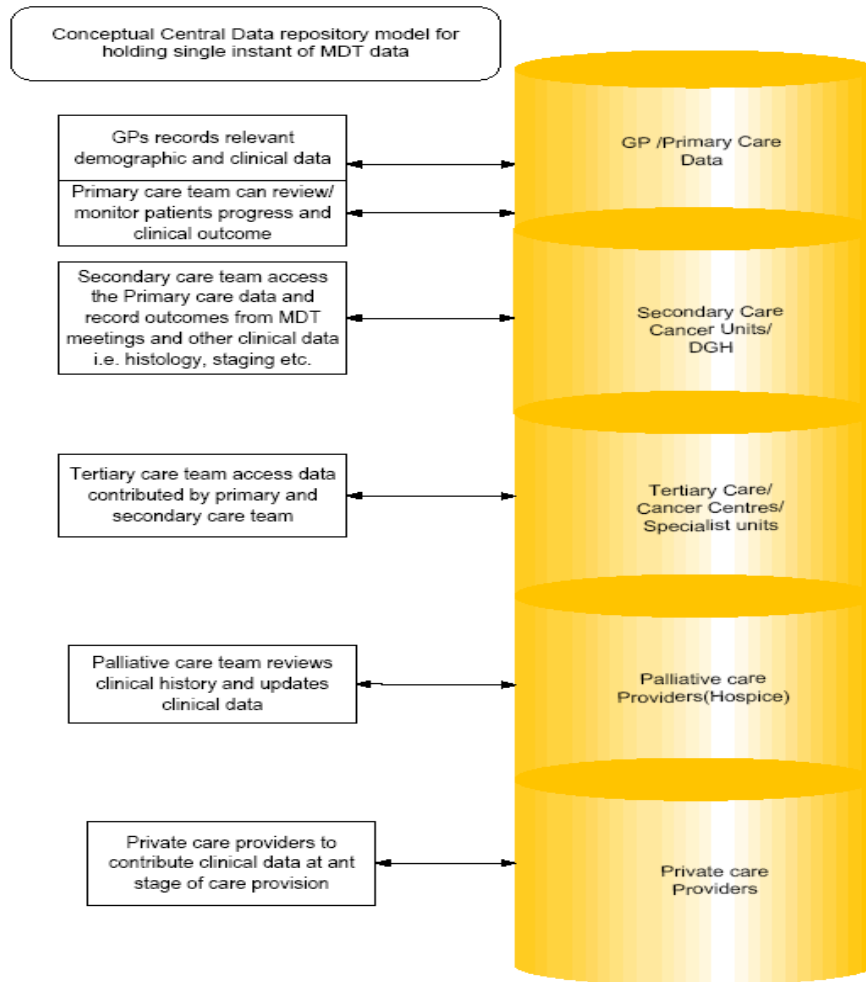 Conceptual Central Data repository model for
holding single instant of MDT data
GPs records relevant
demographic and clinical data
GP /Primary Care
Data
Primary care team can review/
monitor patients progress and
clinical outcome
Secondary care team access
the Primary care data and
record outcomes from MDT
meetings and other clinical data
i.e. histology, staging etc.
Secondary Care
Cancer Units/
DGH
Tertiary care team access data
contributed by primary and
secondary care team
Tertiary Care/
Cancer Centres/
Specialist units
Palliative care team reviews
clinical history and updates
clinical data
Palliative care
Providers(Hospice)
Private care providers to
contribute clinical data at ant
stage of care provision
Private care
Providers